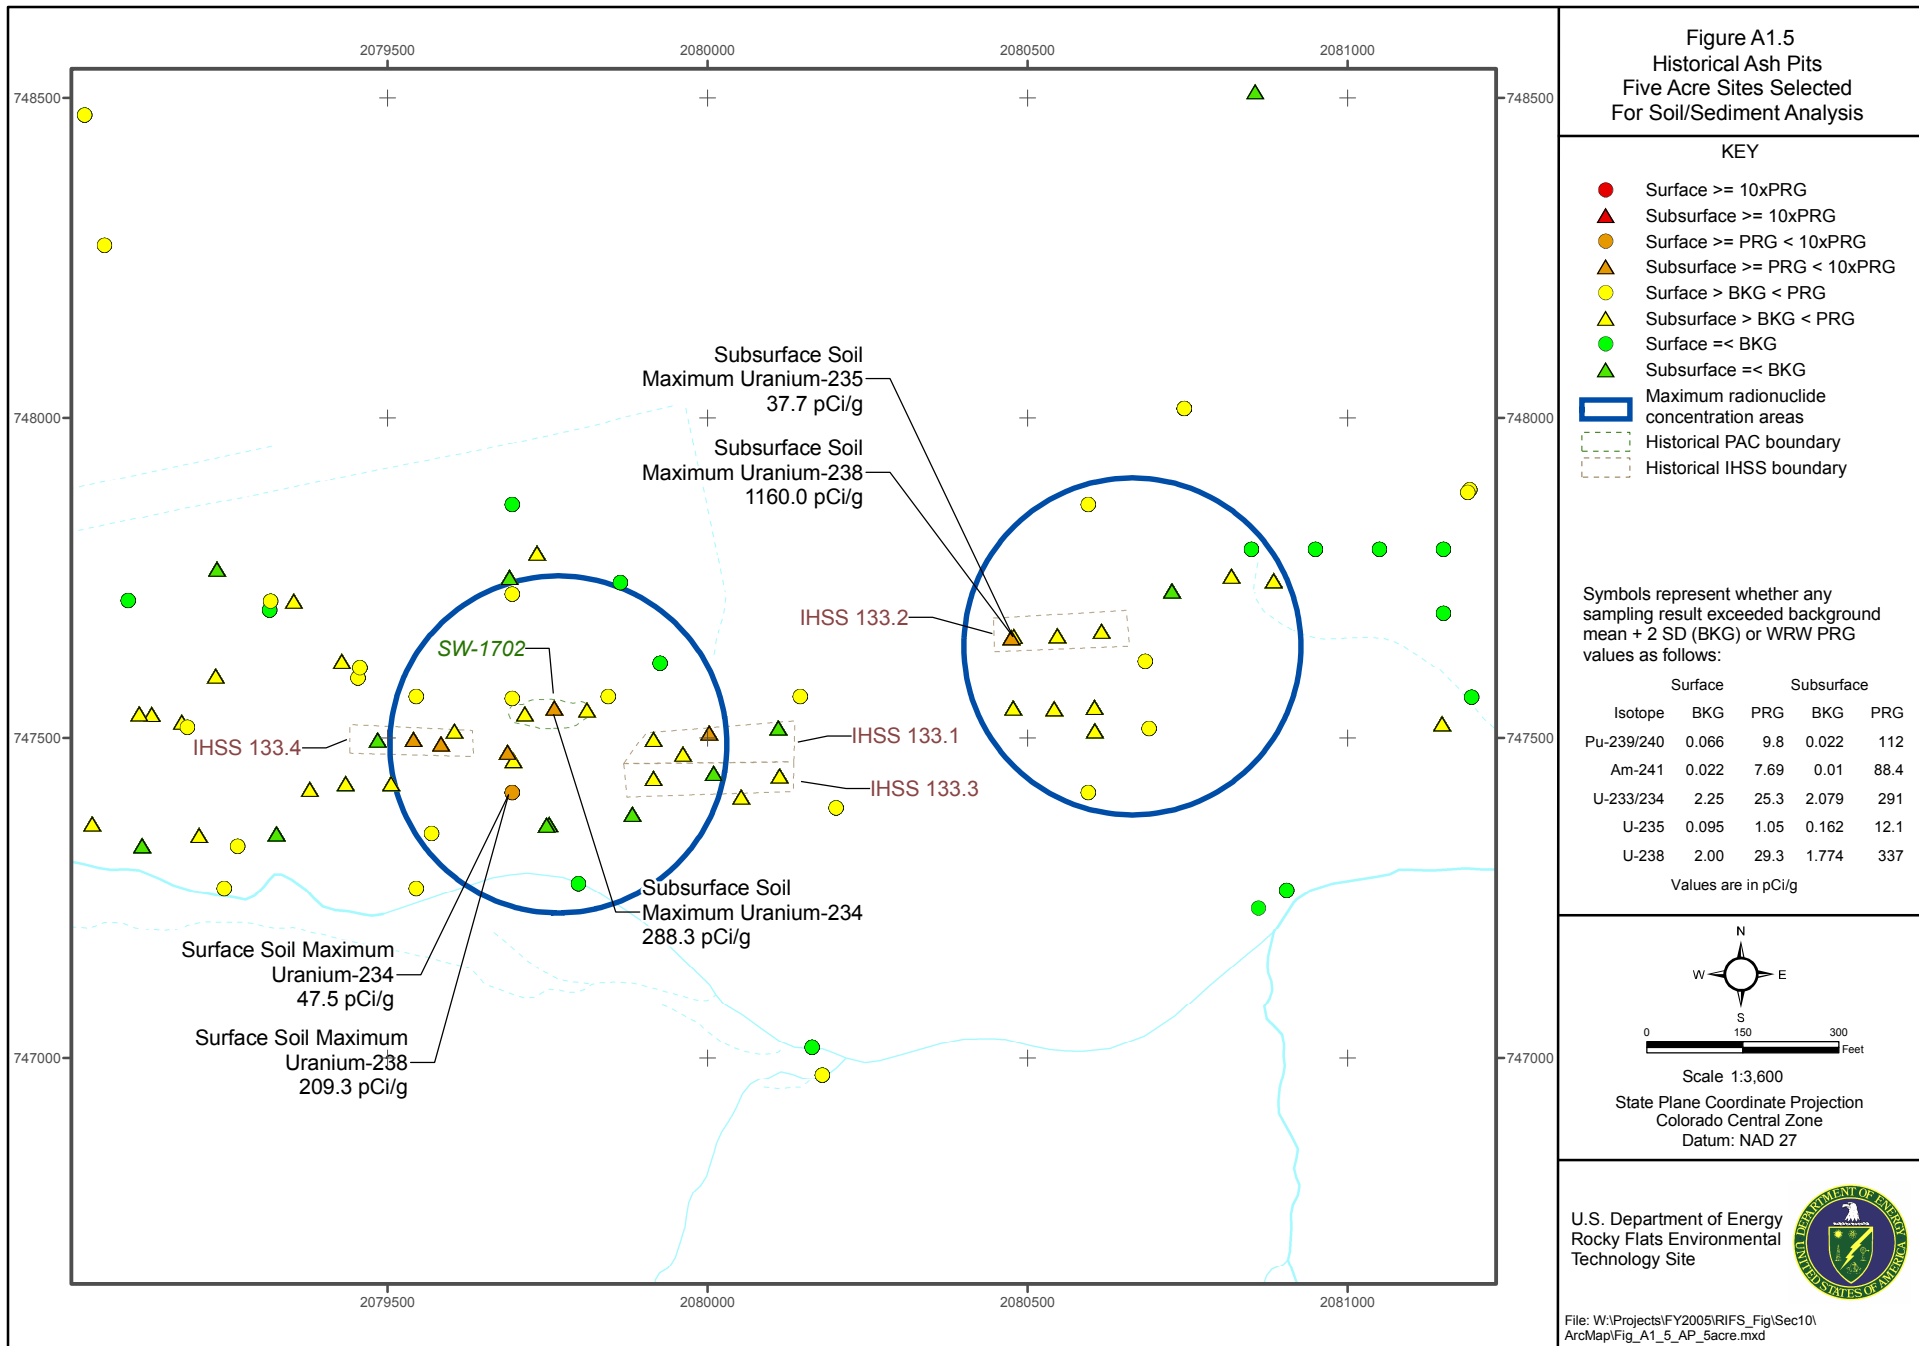 2079500 2080000 2080500 2081000
748500 748500
748000 748000
747500 747500
747000 747000
2079500 2080000 2080500 2081000
Subsurface Soil
Maximum Uranium-235
37.7 pCi/g
Subsurface Soil
Maximum Uranium-238
1160.0 pCi/g
IHSS 133.2
SW-1702
IHSS 133.4
IHSS 133.1
IHSS 133.3
Subsurface Soil
Maximum Uranium-234
288.3 pCi/g
Surface Soil Maximum
Uranium-234
47.5 pCi/g
Surface Soil Maximum
Uranium-238
209.3 pCi/g
Figure A1.5
Historical Ash Pits
Five Acre Sites Selected
For Soil/Sediment Analysis
KEY
Surface >= 10xPRG
Subsurface >= 10xPRG
Surface >= PRG < 10xPRG
Subsurface >= PRG < 10xPRG
Surface > BKG < PRG
Subsurface > BKG < PRG
Surface =< BKG
Subsurface =< BKG
Maximum radionuclide
concentration areas
Historical PAC boundary
Historical IHSS boundary
Symbols represent whether any
sampling result exceeded background
mean + 2 SD (BKG) or WRW PRG
values as follows:
Surface Subsurface
Isotope BKG PRG BKG PRG
Pu-239/240 0.066 9.8 0.022 112
Am-241 0.022 7.69 0.01 88.4
U-233/234 2.25 25.3 2.079 291
U-235 0.095 1.05 0.162 12.1
U-238 2.00 29.3 1.774 337
Values are in pCi/g
N
W E
S
0 150 300
Feet
Scale 1:3,600
State Plane Coordinate Projection
Colorado Central Zone
Datum: NAD 27
U.S. Department of Energy
Rocky Flats Environmental
Technology Site
DEPARTMENT OF ENERGY
UNITED STATES OF AMERICA
File: W:\Projects\FY2005\RIFS_Fig\Sec10\
ArcMap\Fig_A1_5_AP_5acre.mxd